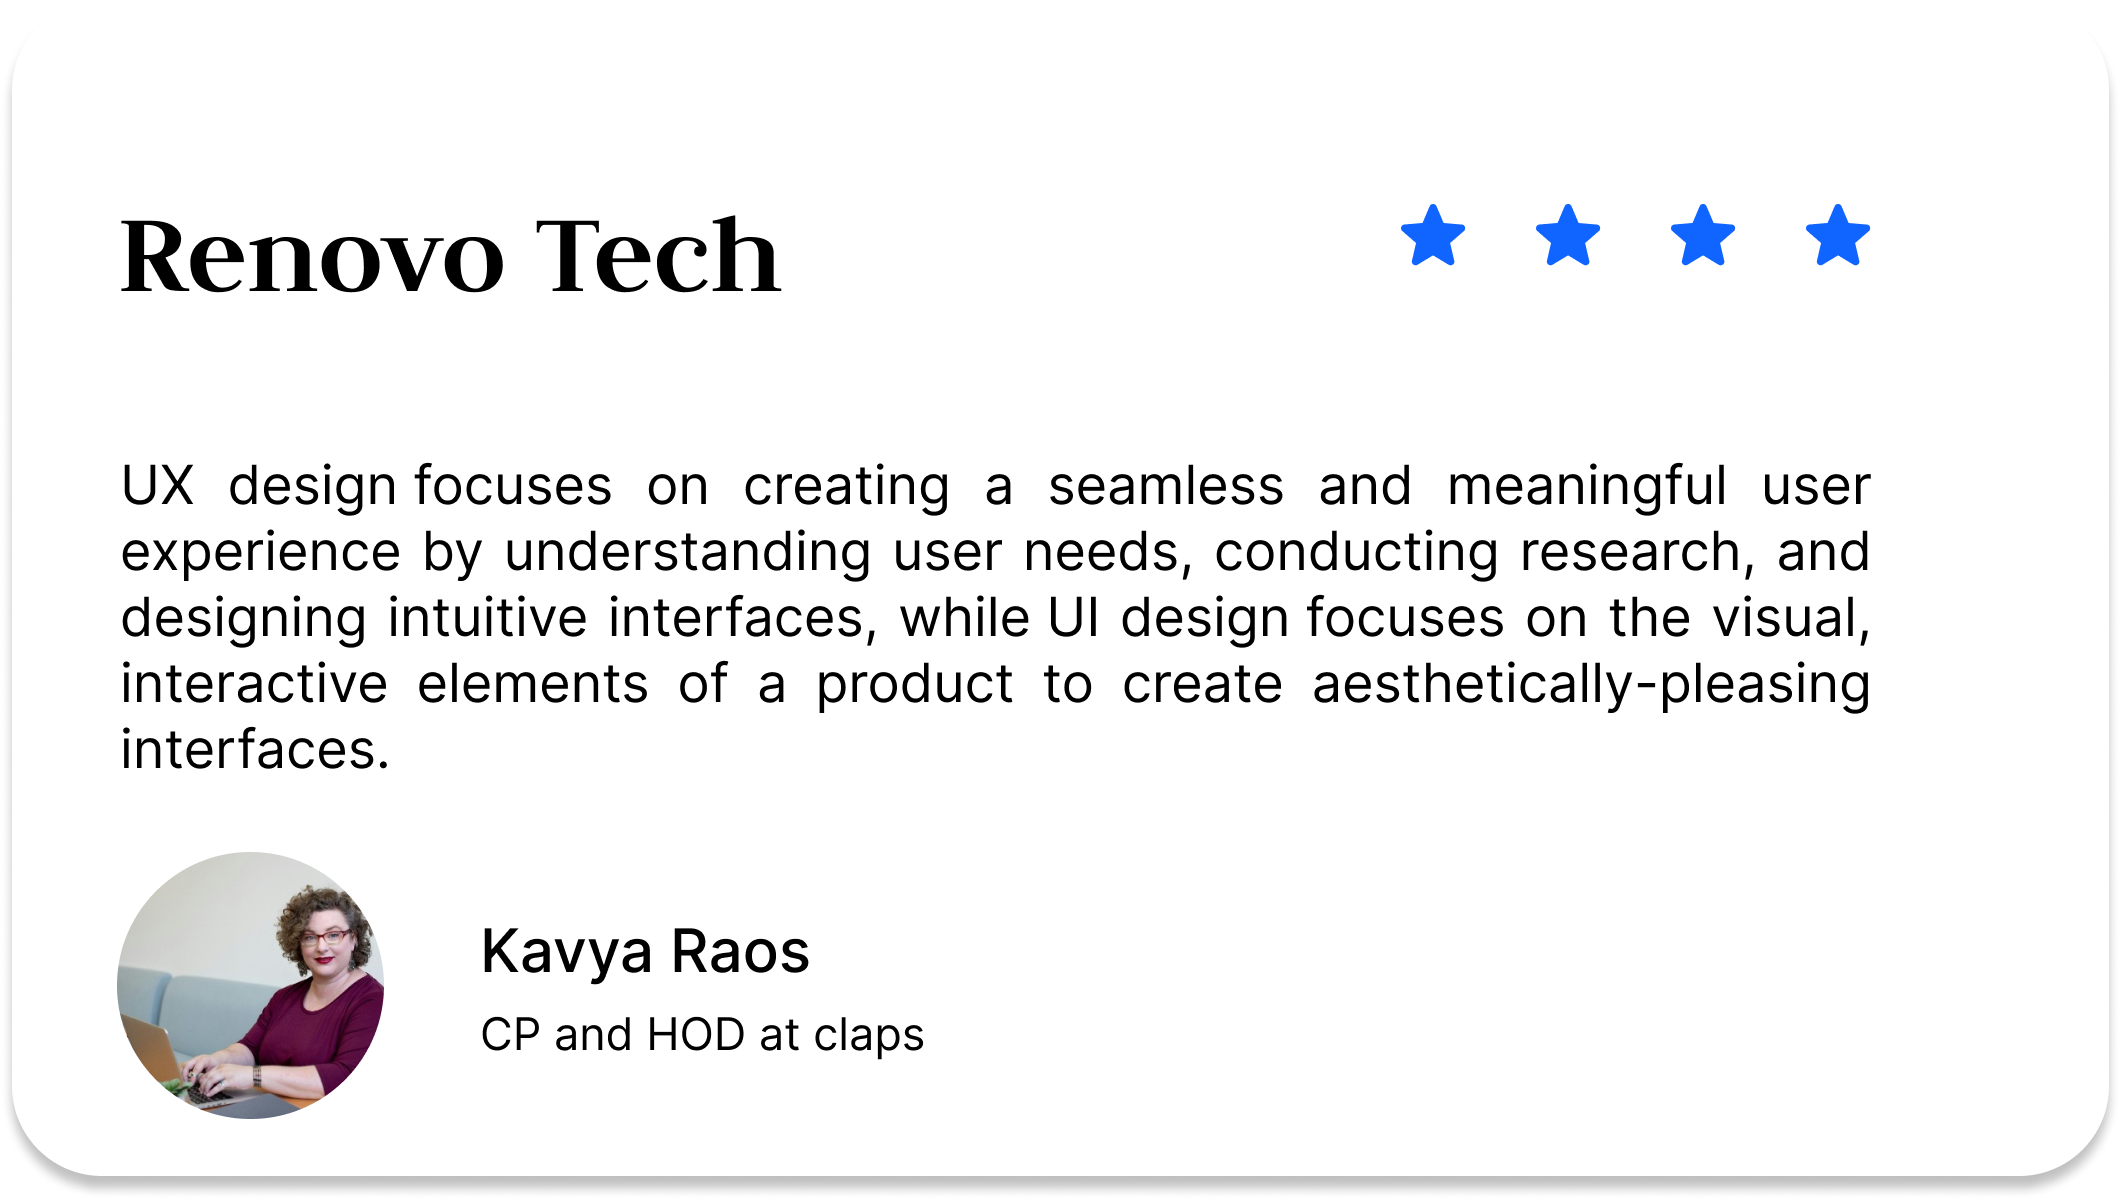 Renovo Tech
UX design focuses on creating a seamless and meaningful user
experience by understanding user needs, conducting research, and
designing intuitive interfaces, while UI design focuses on the visual,
interactive elements of a product to create aesthetically-pleasing
interfaces.
Kavya Raos
CP and HOD at claps